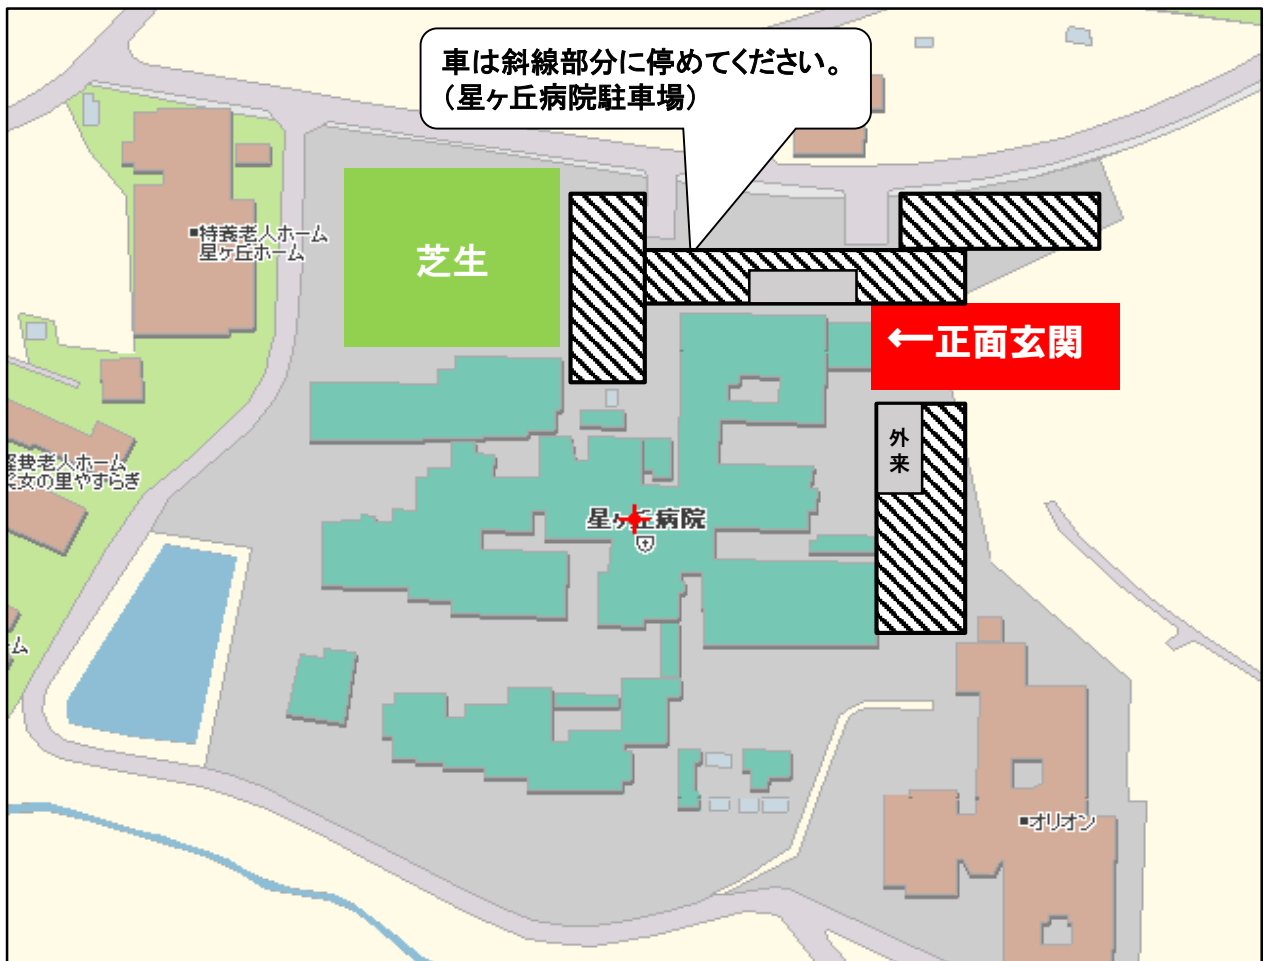 車は斜線部分に停めてください。
（星ヶ丘病院駐車場）
芝生
■特養老人ホーム
星ケ丘ホーム
←正面玄関
外
来
老人ホーム
女の里やすらぎ
星ヶ丘病院
ム
■オリオン